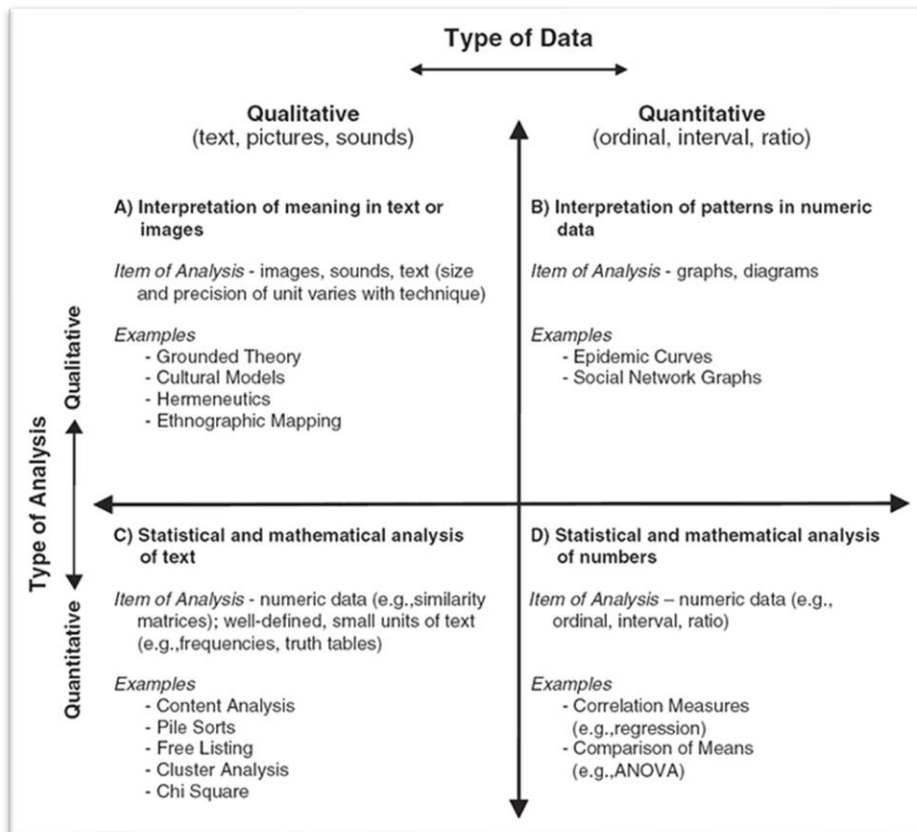 Type of Data
Qualitative
(text, pictures, sounds)
Quantitative
(ordinal, interval, ratio)
Type of Analysis
Qualitative
Quantitative
A) Interpretation of meaning in text or
images
Item of Analysis - images, sounds, text (size
and precision of unit varies with technique)
Examples
- Grounded Theory
- Cultural Models
- Hermeneutics
- Ethnographic Mapping
B) Interpretation of patterns in numeric
data
Item of Analysis - graphs, diagrams
Examples
- Epidemic Curves
- Social Network Graphs
C) Statistical and mathematical analysis
of text
Item of Analysis - numeric data (e.g.,similarity
matrices); well-defined, small units of text
(e.g.,frequencies, truth tables)
Examples
- Content Analysis
- Pile Sorts
- Free Listing
- Cluster Analysis
- Chi Square
D) Statistical and mathematical analysis
of numbers
Item of Analysis – numeric data (e.g.,
ordinal, interval, ratio)
Examples
- Correlation Measures
(e.g.,regression)
- Comparison of Means
(e.g.,ANOVA)